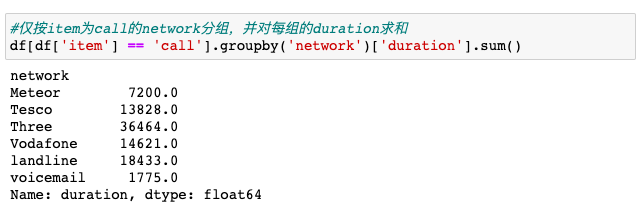 #仅按item为call的network分组，并对每组的duration求和
df[df['item'] == 'call'].groupby('network')['duration'].sum()
network
Meteor        7200.0
Tesco        13828.0
Three        36464.0
Vodafone     14621.0
landline     18433.0
voicemail     1775.0
Name: duration, dtype: float64